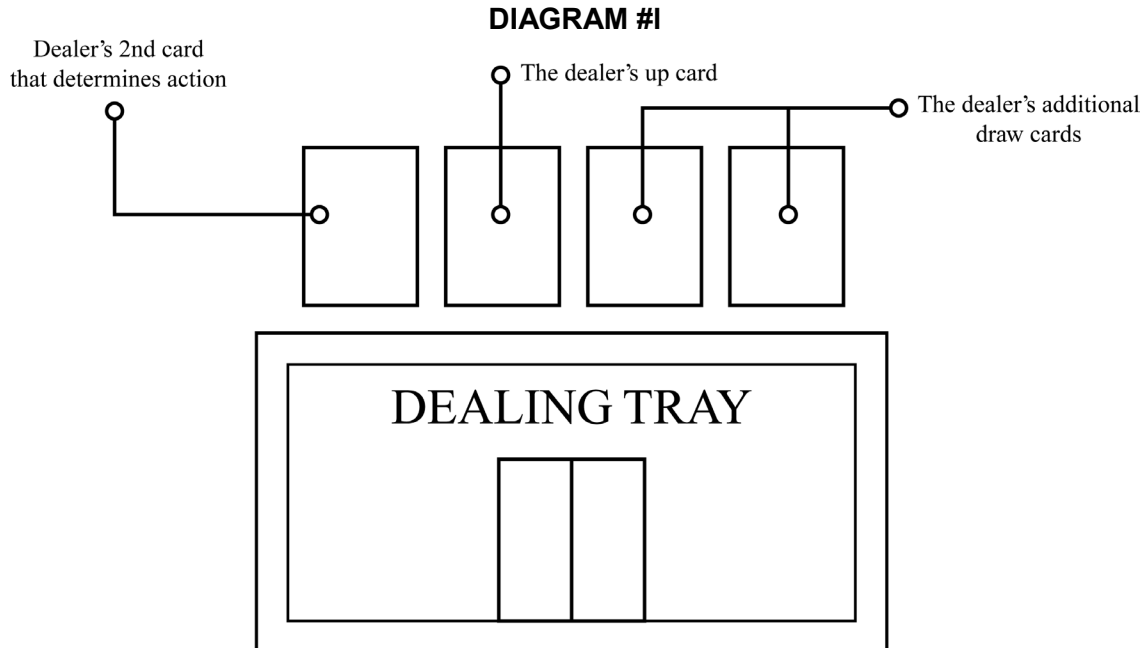 DIAGRAM #I
Dealer’s 2nd card
that determines action
The dealer’s up card
The dealer’s additional
draw cards
DEALING TRAY